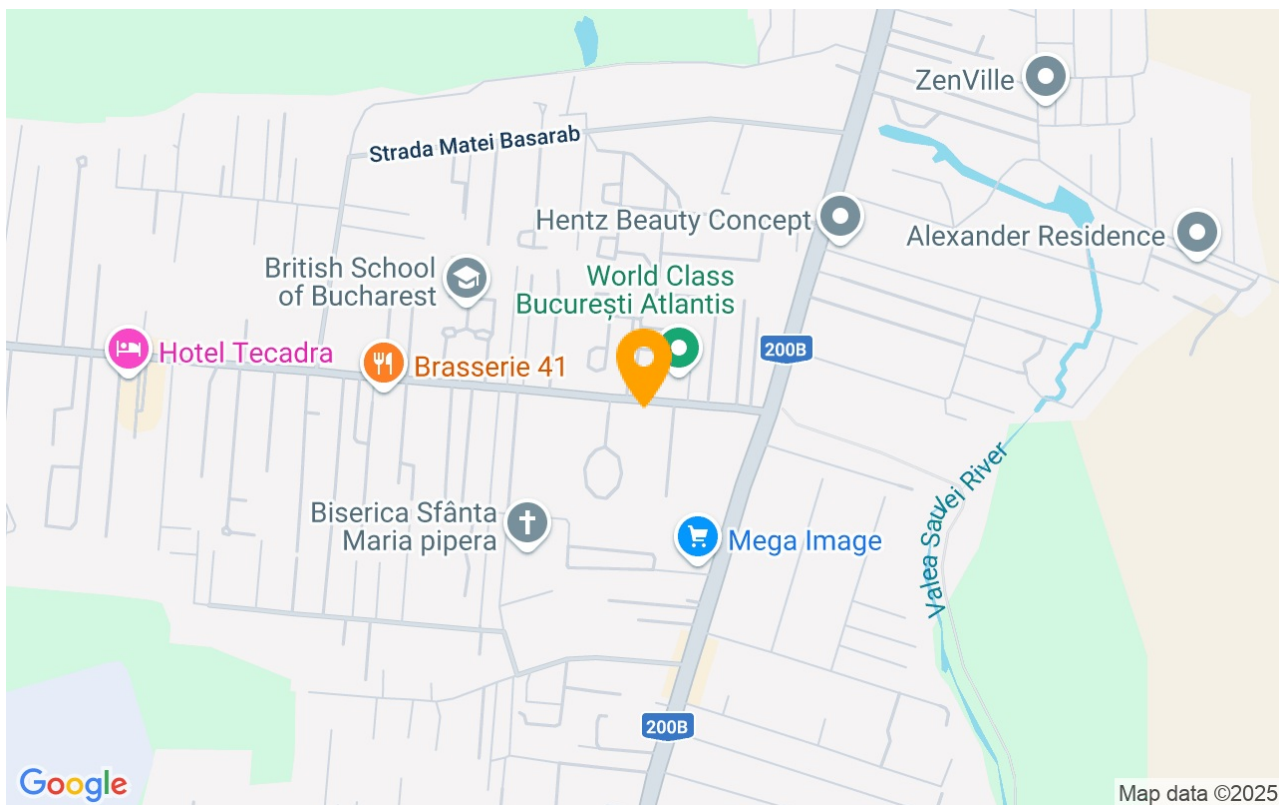 ZenVille
Strada Matei Basarab
Hentz Beauty Concept
Alexander Residence
British School
of Bucharest
World Class
București Atlantis
200B
Hotel Tecadra
Brasserie 41
Biserica Sfânta
Maria pipera
Mega Image
Valea Saulei River
200B
Google
Map data ©2025